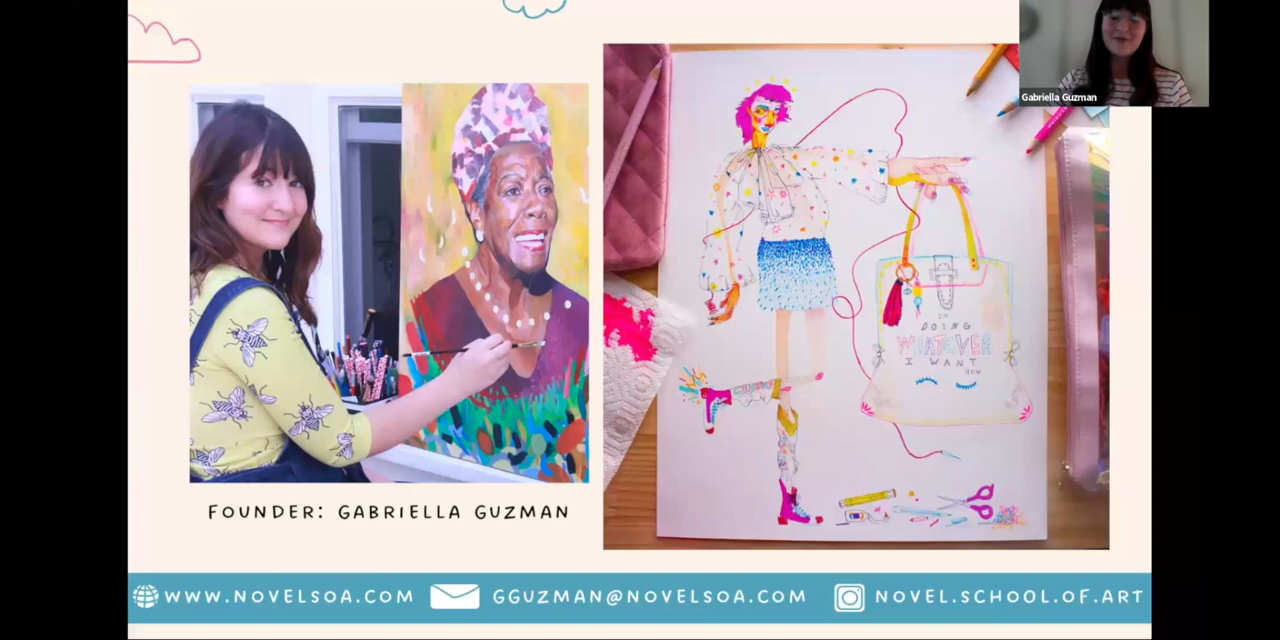 Gabriella Guzman
I'M
DOING
WHATEVER
I WANT
NOW
FOUNDER: GABRIELLA GUZMAN
WWW.NOVELSOA.COM GGUZMAN@NOVELSOA.COM NOVEL.SCHOOL.OF.ART